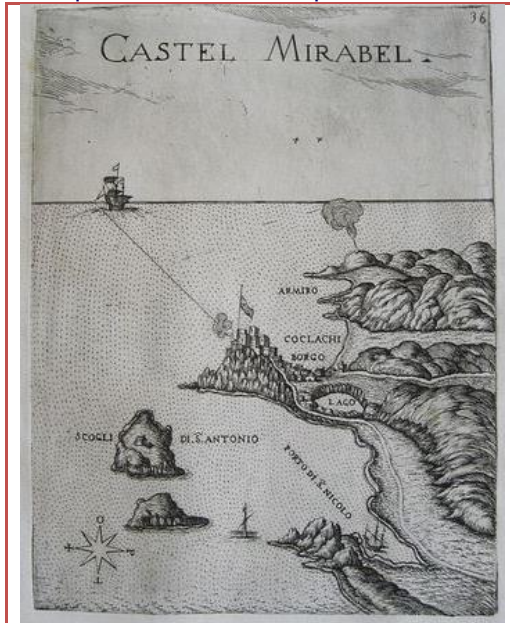 36
CASTEL MIRABEL.
ARMIRO
COCLACHI
BORGO
LAGO
SCOGLI DI S. ANTONIO
PORTO DI S. NICOLO
O
P
T